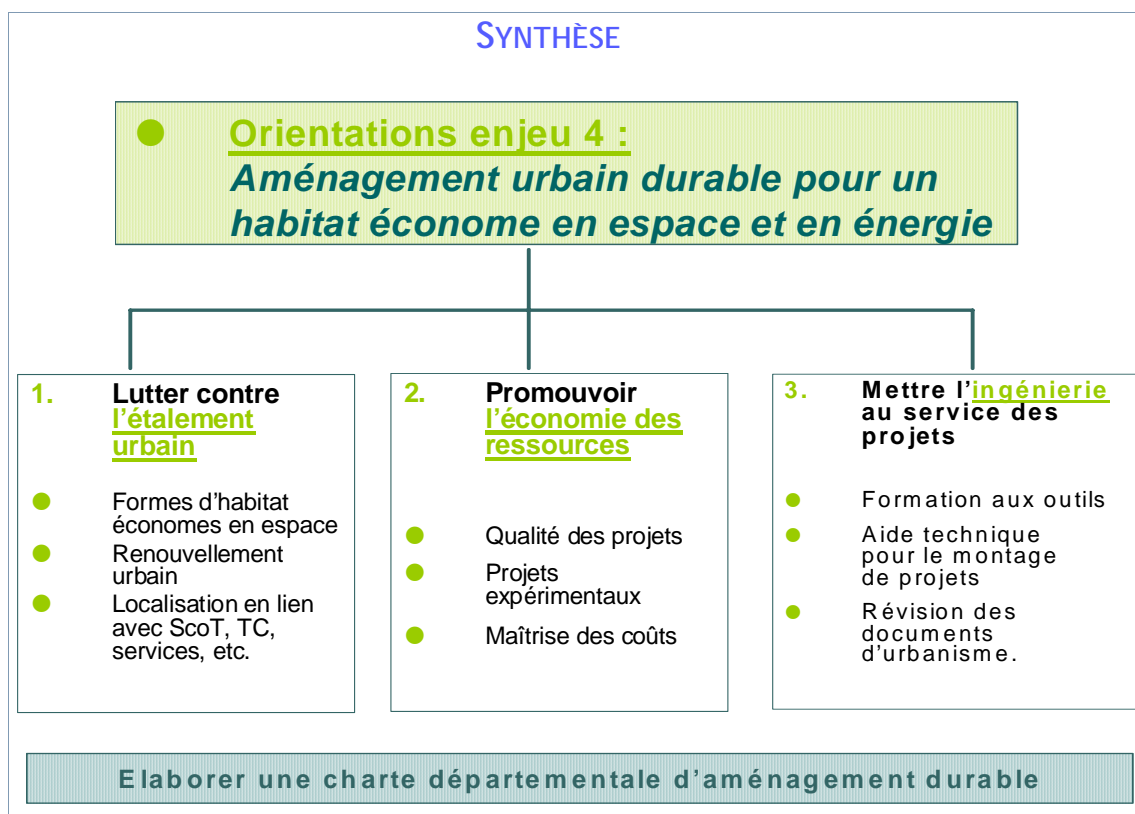 SYNTHÈSE
Orientations enjeu 4 :
Aménagement urbain durable pour un
habitat économe en espace et en énergie
1. Lutter contre
l’étalement
urbain
Formes d’habitat
économes en espace
Renouvellement
urbain
Localisation en lien
avec ScoT, TC,
services, etc.
2. Promouvoir
l’économie des
ressources
Qualité des projets
Projets
expérimentaux
Maîtrise des coûts
3. Mettre l’ingénierie
au service des
projets
Formation aux outils
Aide technique
pour le montage
de projets
Révision des
documents
d’urbanisme.
Elaborer une charte départementale d’aménagement durable